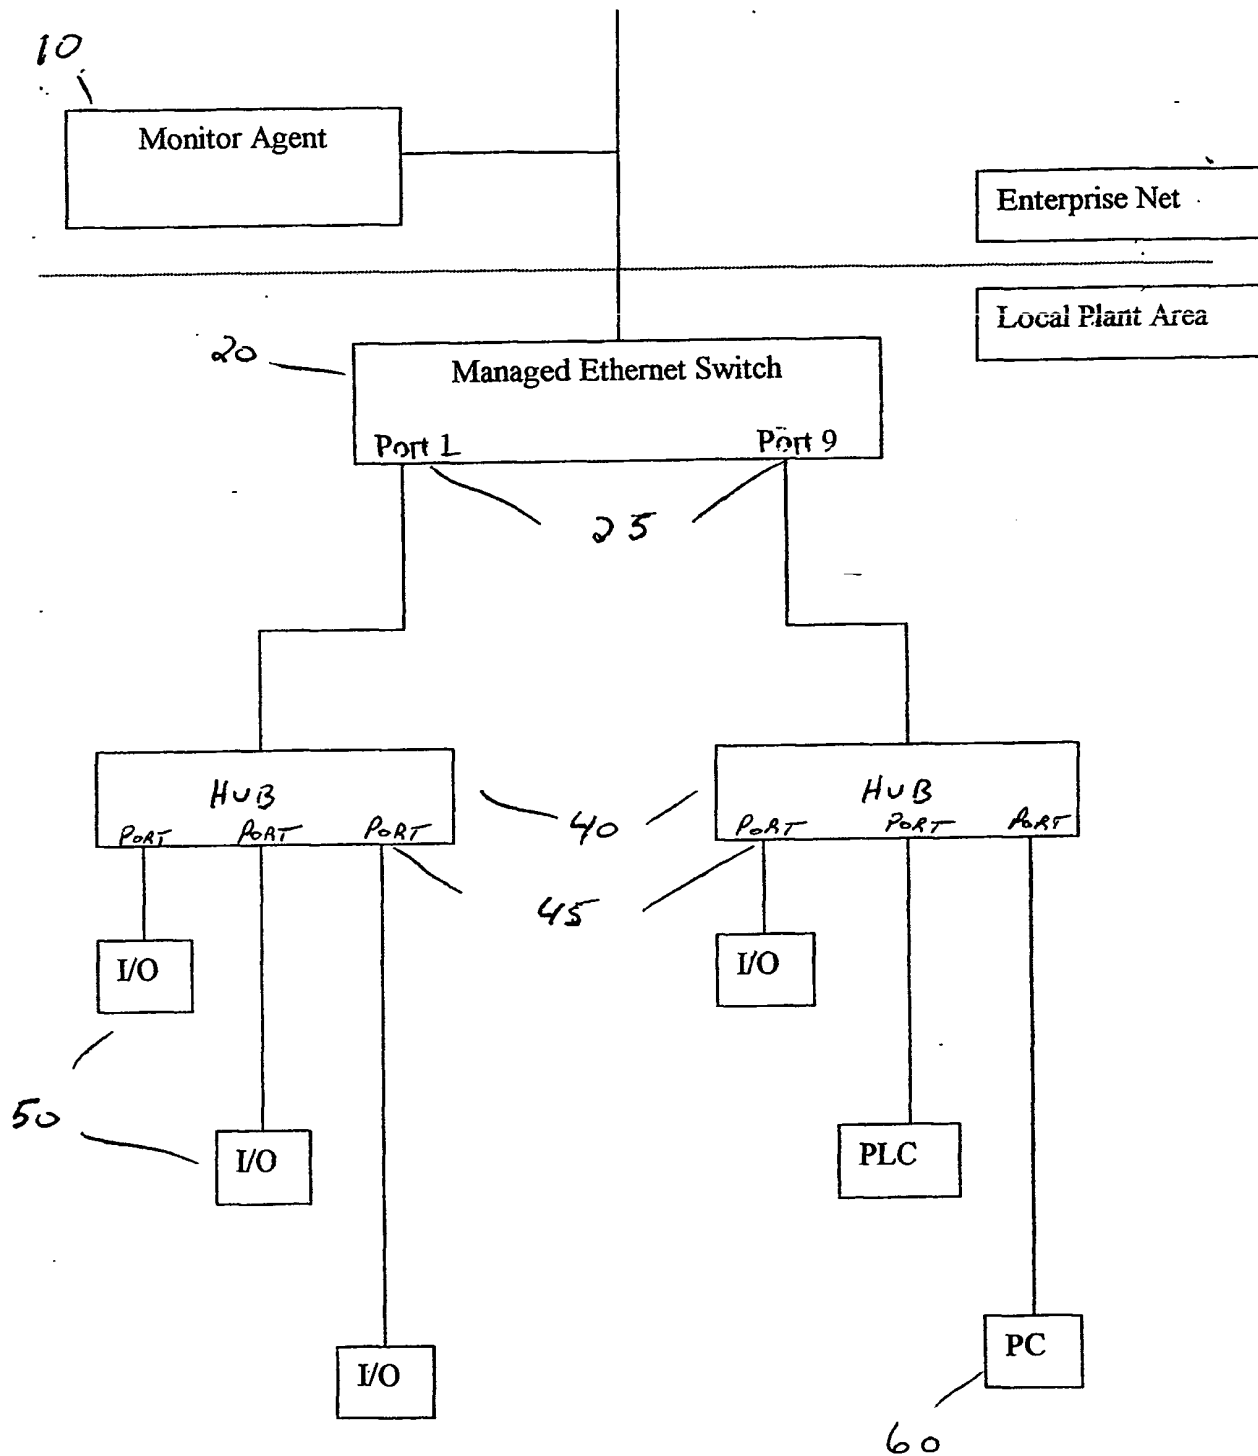 10
Monitor Agent
Enterprise Net
Local Plant Area
20
Managed Ethernet Switch
Port 1
Port 9
25
HUB
HUB
PORT
PORT
PORT
40
PORT
PORT
PORT
45
I/O
I/O
50
I/O
PLC
I/O
PC
60